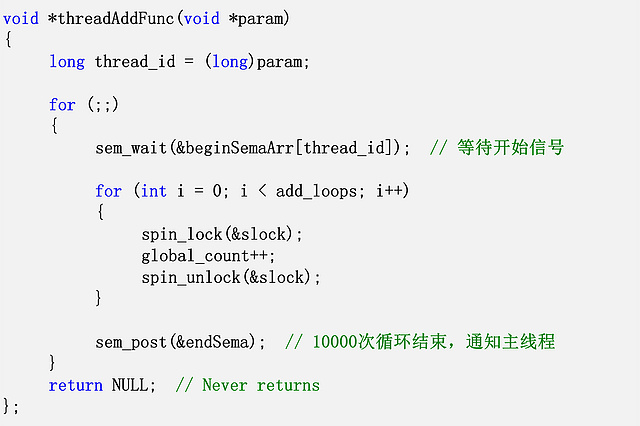 void *threadAddFunc(void *param)
{
long thread_id = (long)param;
for (;;)
{
sem_wait(&beginSemaArr[thread_id]); // 等待开始信号
for (int i = 0; i < add_loops; i++)
{
spin_lock(&slock);
global_count++;
spin_unlock(&slock);
}
sem_post(&endSema); // 10000次循环结束，通知主线程
}
return NULL; // Never returns
};